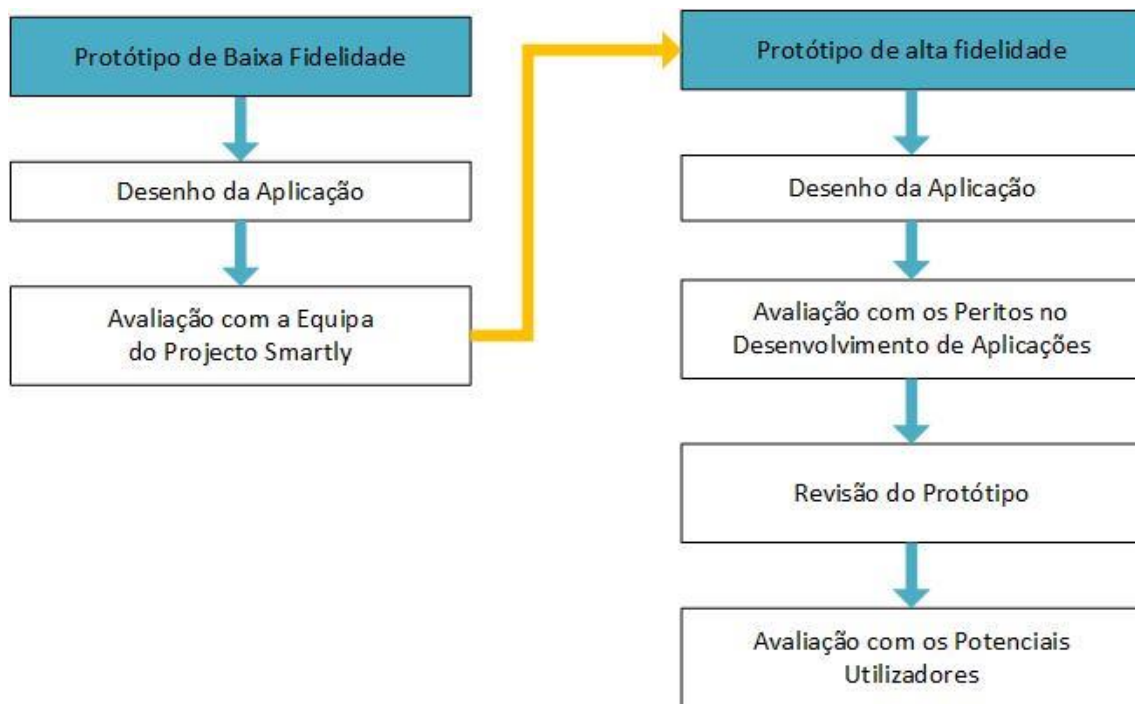 Protótipo de Baixa Fidelidade
Desenho da Aplicação
Avaliação com a Equipa
do Projecto Smartly
Protótipo de alta fidelidade
Desenho da Aplicação
Avaliação com os Peritos no
Desenvolvimento de Aplicações
Revisão do Protótipo
Avaliação com os Potenciais
Utilizadores